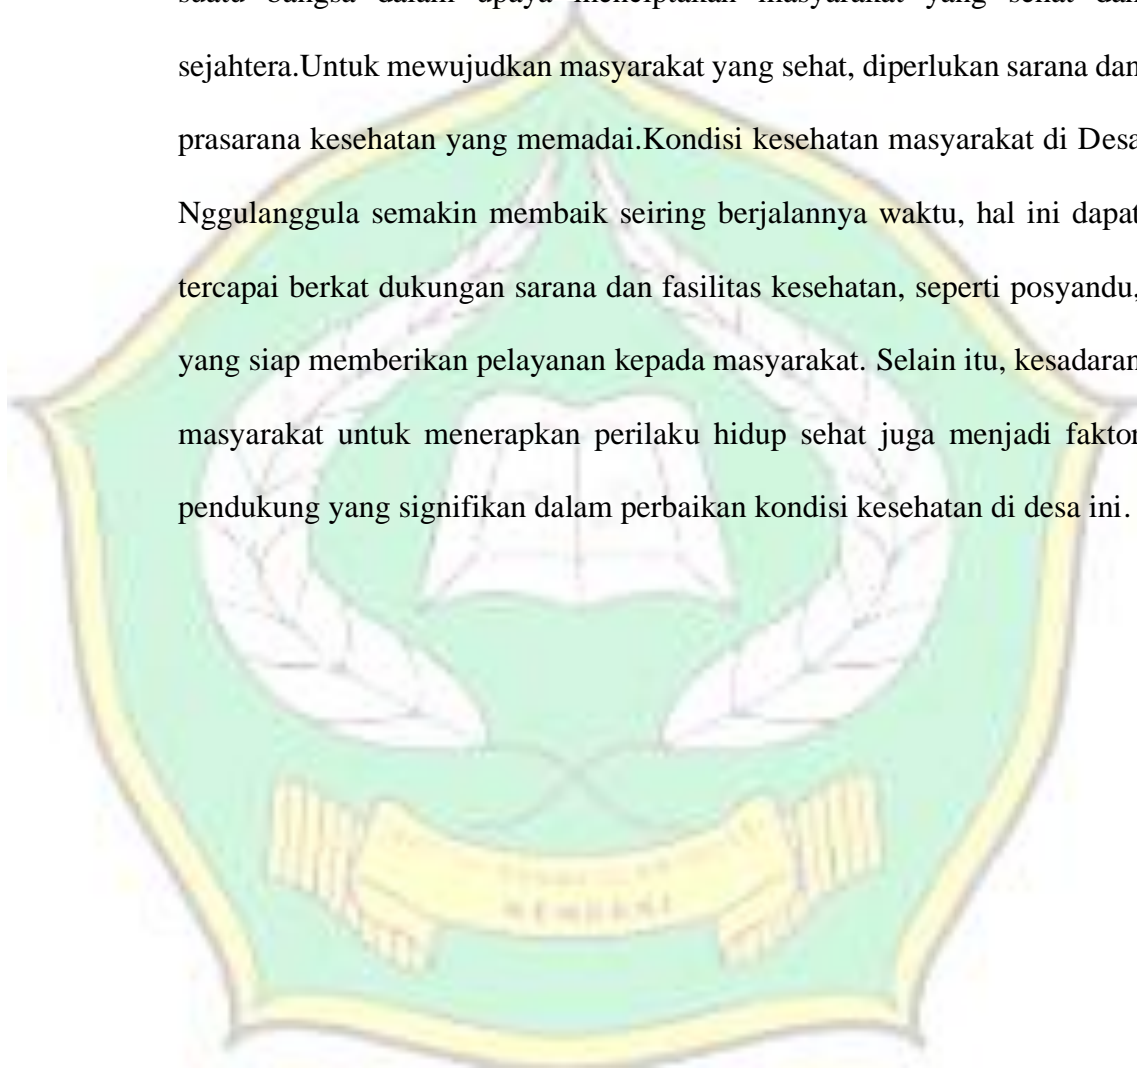 suatu bangsa dalam upaya menciptakan masyarakat yang sehat dan
sejahtera.Untuk mewujudkan masyarakat yang sehat, diperlukan sarana dan
prasarana kesehatan yang memadai.Kondisi kesehatan masyarakat di Desa
Nggulanggula semakin membaik seiring berjalannya waktu, hal ini dapat
tercapai berkat dukungan sarana dan fasilitas kesehatan, seperti posyandu,
yang siap memberikan pelayanan kepada masyarakat. Selain itu, kesadaran
masyarakat untuk menerapkan perilaku hidup sehat juga menjadi faktor
pendukung yang signifikan dalam perbaikan kondisi kesehatan di desa ini.